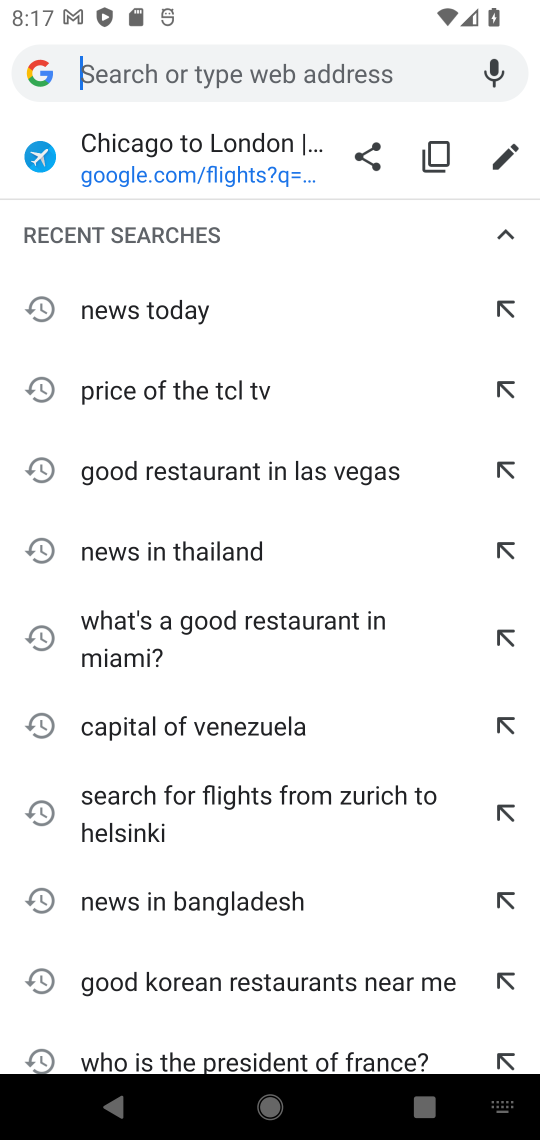 8:17
Search or type web address
Chicago to London |...
google.com/flights?q=...
RECENT SEARCHES
news today
price of the tcl tv
good restaurant in las vegas
news in thailand
what's a good restaurant in
miami?
capital of venezuela
search for flights from zurich to
helsinki
news in bangladesh
good korean restaurants near me
who is the president of france?